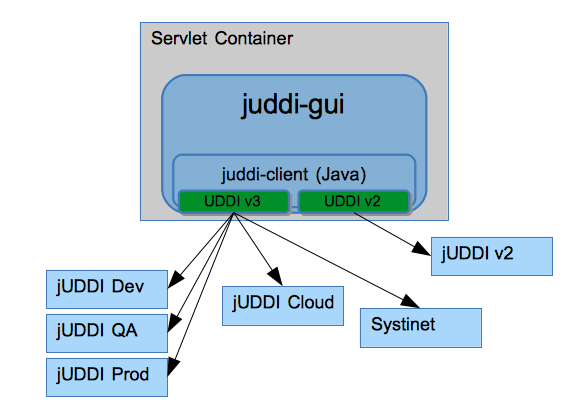 Servlet Container
juddi-gui
juddi-client (Java)
UDDI v3
UDDI v2
jUDDI v2
jUDDI Dev
jUDDI Cloud
Systinet
jUDDI QA
jUDDI Prod